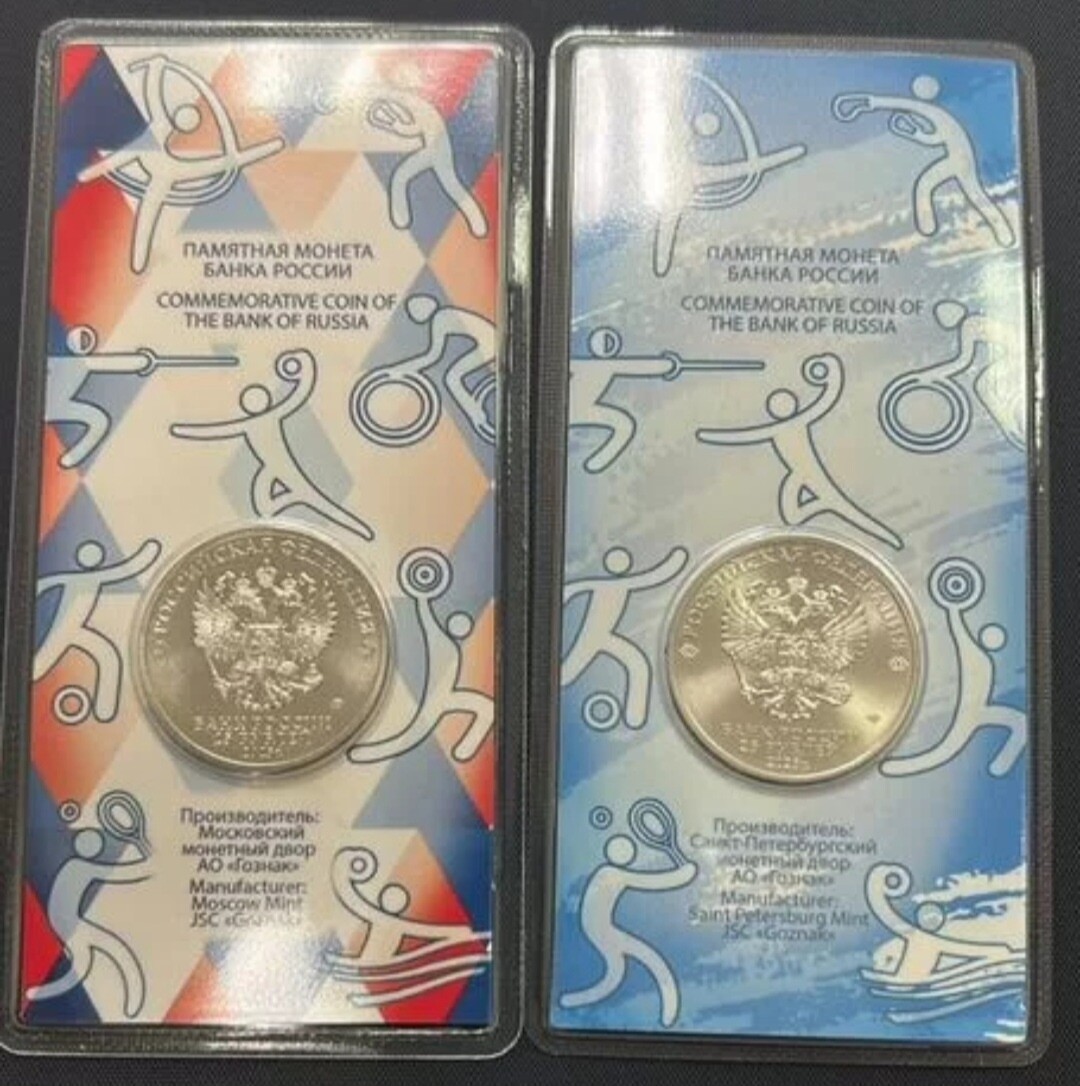 ПАМЯТНАЯ МОНЕТА
БАНКА РОССИИ
COMMEMORATIVE COIN OF
THE BANK OF RUSSIA
РОССИЙСКАЯ ФЕДЕРАЦИЯ
БАНК РОССИИ
Производитель:
Московский
монетный двор
АО «Гознак»
Manufacturer:
Moscow Mint
JSC «Goznak»
ПАМЯТНАЯ МОНЕТА
БАНКА РОССИИ
COMMEMORATIVE COIN OF
THE BANK OF RUSSIA
РОССИЙСКАЯ ФЕДЕРАЦИЯ
БАНК РОССИИ
25 РУБЛЕЙ
Производитель:
Санкт-Петербургский
монетный двор
АО «Гознак»
Manufacturer:
Saint Petersburg Mint
JSC «Goznak»